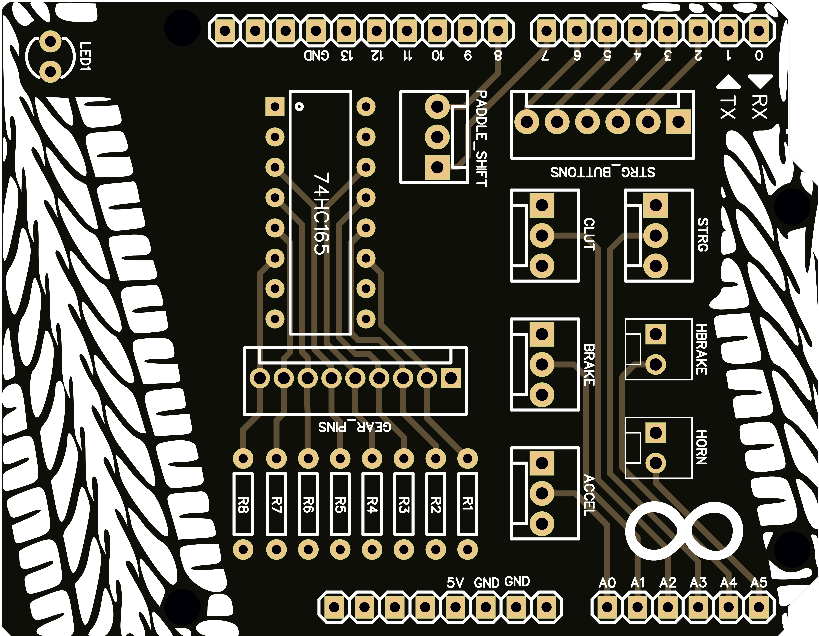 LED1
GND 13 12 11 10 9 8 7 6 5 4 3 2 1 0
TX RX
PADDLE_SHIFT
STRG_BUTTONS
74HC165
CLUT
STRG
BRAKE
HBRAKE
GEAR_PINS
HORN
ACCEL
R8 R7 R6 R5 R4 R3 R2 R1
5V GND GND A0 A1 A2 A3 A4 A5